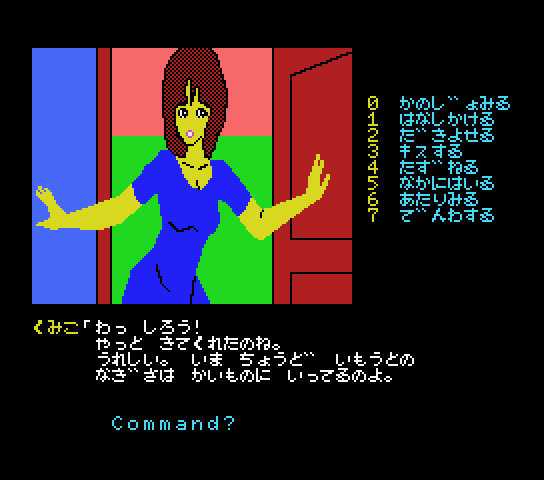 0 かのじょみる
1 はなしかける
2 だきよせる
3 キスする
4 たずねる
5 なかにはいる
6 あたりみる
7 でんわする
くみこ「わっ しろう!
やっと きてくれたのね。
うれしい。 いま ちょうど いもうとの
なぎさは かいものに いってるのよ。
Command?